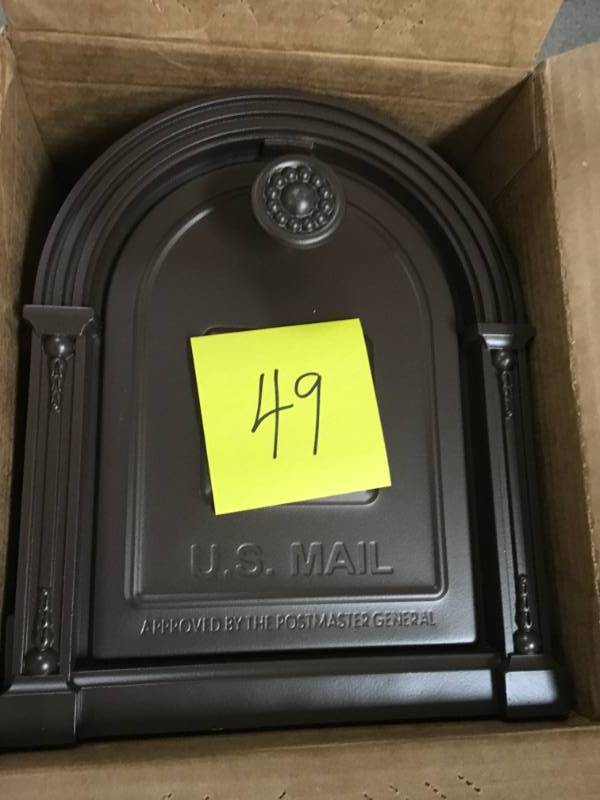 49
U.S. MAIL
APPROVED BY THE POSTMASTER GENERAL